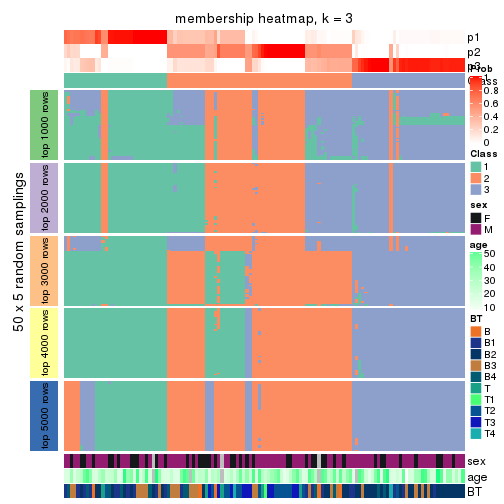 membership heatmap, k = 3
p1
p2
p3
Class
50 x 5 random samplings
top 1000 rows
top 2000 rows
top 3000 rows
top 4000 rows
top 5000 rows
sex
age
BT
Prob
1
0.8
0.6
0.4
0.2
0
Class
1
2
3
sex
F
M
age
50
40
30
20
10
BT
B
B1
B2
B3
B4
T
T1
T2
T3
T4